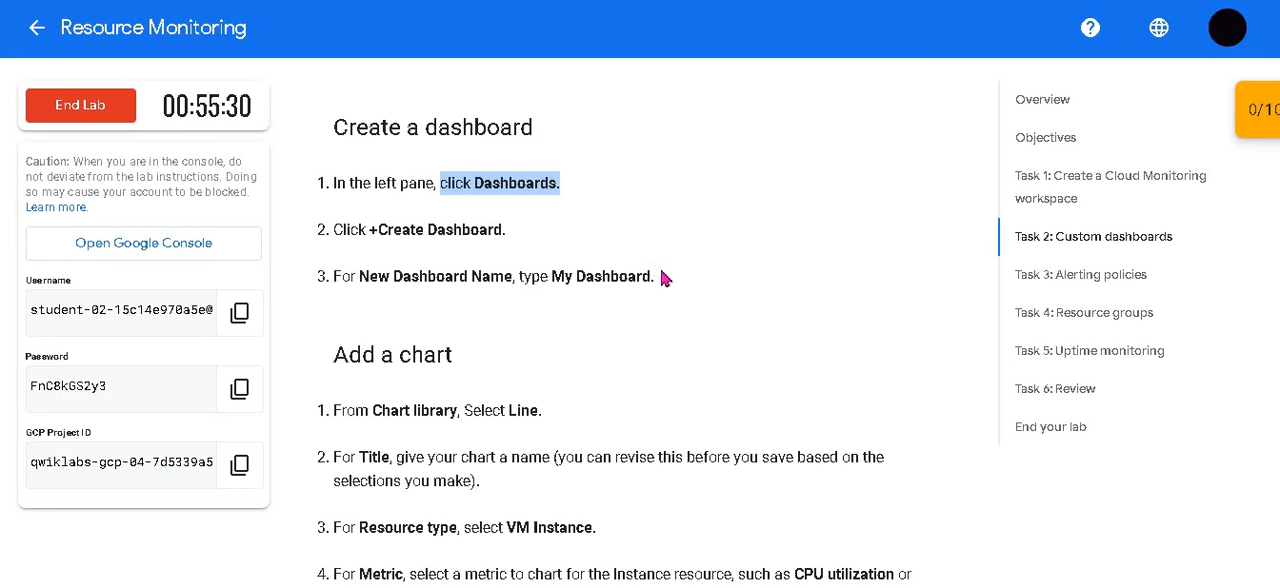 Resource Monitoring
End Lab
00:55:30
Caution: When you are in the console, do
not deviate from the lab instructions. Doing
so may cause your account to be blocked.
Learn more.
Open Google Console
Username
student-02-15c14e970a5e@
Password
FnC8kGS2y3
GCP Project ID
qwiklabs-gcp-04-7d5339a5
Create a dashboard
1. In the left pane, click Dashboards.
2. Click +Create Dashboard.
3. For New Dashboard Name, type My Dashboard.
Add a chart
1. From Chart library, Select Line.
2. For Title, give your chart a name (you can revise this before you save based on the
selections you make).
3. For Resource type, select VM Instance.
4. For Metric, select a metric to chart for the Instance resource, such as CPU utilization or
Overview
Objectives
Task 1: Create a Cloud Monitoring
workspace
Task 2: Custom dashboards
Task 3: Alerting policies
Task 4: Resource groups
Task 5: Uptime monitoring
Task 6: Review
End your lab
0/10